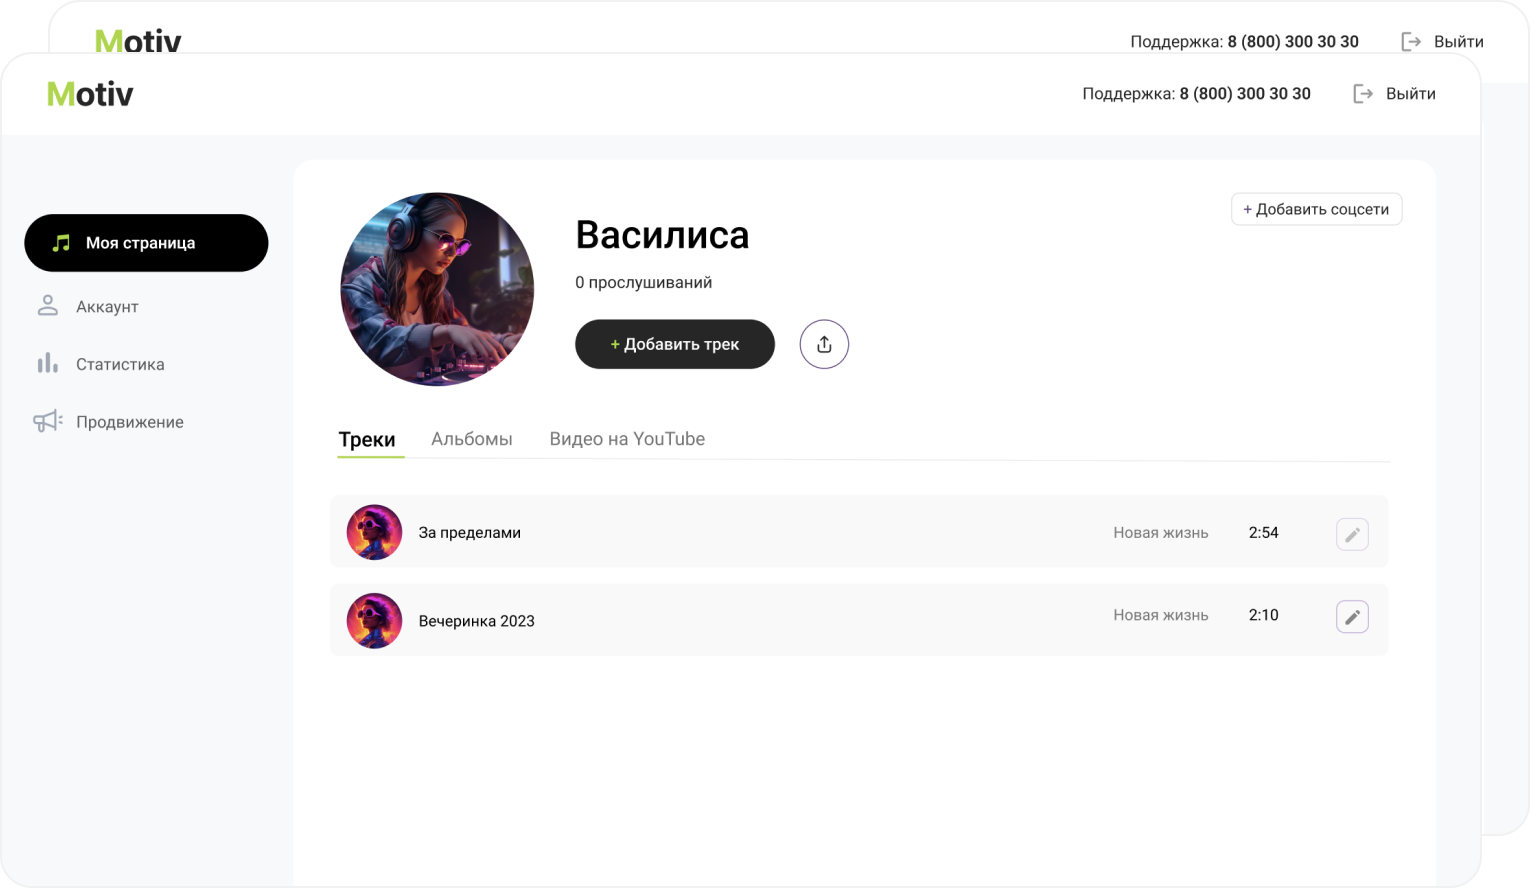 Motiv
Поддержка: 8 (800) 300 30 30
Выйти
Motiv
Поддержка: 8 (800) 300 30 30
Выйти
Моя страница
Аккаунт
Статистика
Продвижение
Василиса
0 прослушиваний
+ Добавить трек
+ Добавить соцсети
Треки
Альбомы
Видео на YouTube
За пределами
Новая жизнь
2:54
Вечеринка 2023
Новая жизнь
2:10